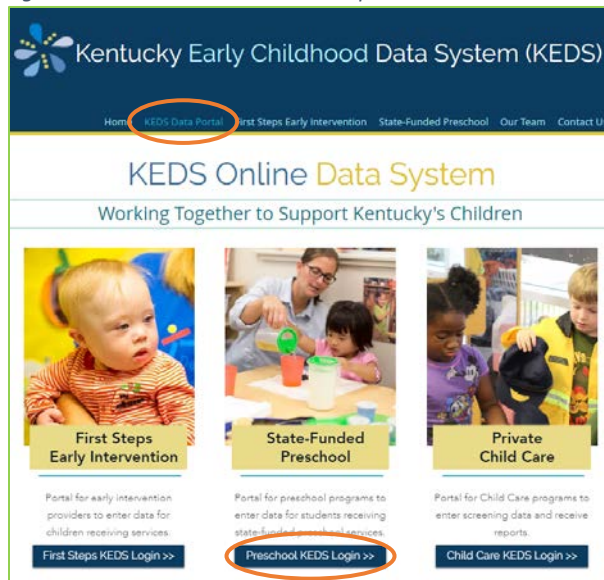 Kentucky Early Childhood Data System (KEDS)
Home KEDS Data Portal First Steps Early Intervention State-Funded Preschool Our Team Contact Us
KEDS Online Data System
Working Together to Support Kentucky's Children
First Steps
Early Intervention
Portal for early intervention
providers to enter data for
children receiving services.
First Steps KEDS Login >>
State-Funded
Preschool
Portal for preschool programs to
enter data for students receiving
state-funded preschool services.
Preschool KEDS Login >>
Private
Child Care
Portal for Child Care programs to
enter screening data and receive
reports.
Child Care KEDS Login >>